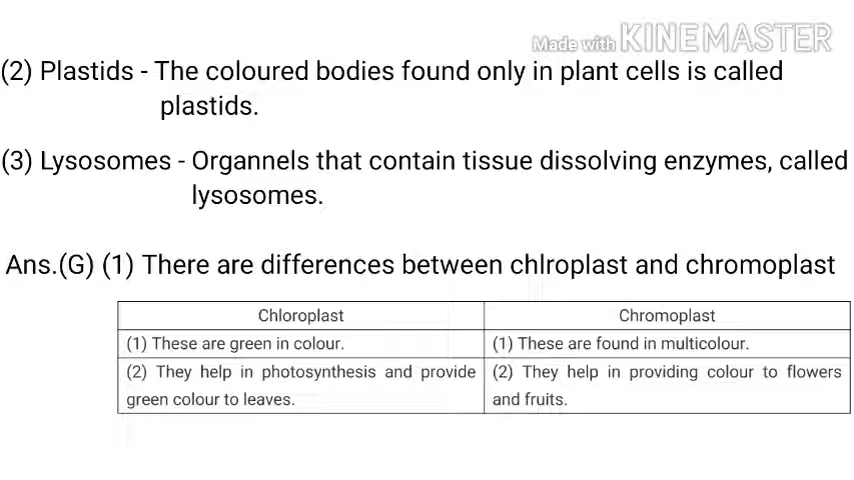 Made with KINEMASTER
(2) Plastids - The coloured bodies found only in plant cells is called
plastids.
(3) Lysosomes - Organnels that contain tissue dissolving enzymes, called
lysosomes.
Ans.(G) (1) There are differences between chlroplast and chromoplast
Chloroplast
Chromoplast
(1) These are green in colour.
(1) These are found in multicolour.
(2) They help in photosynthesis and provide
green colour to leaves.
(2) They help in providing colour to flowers
and fruits.